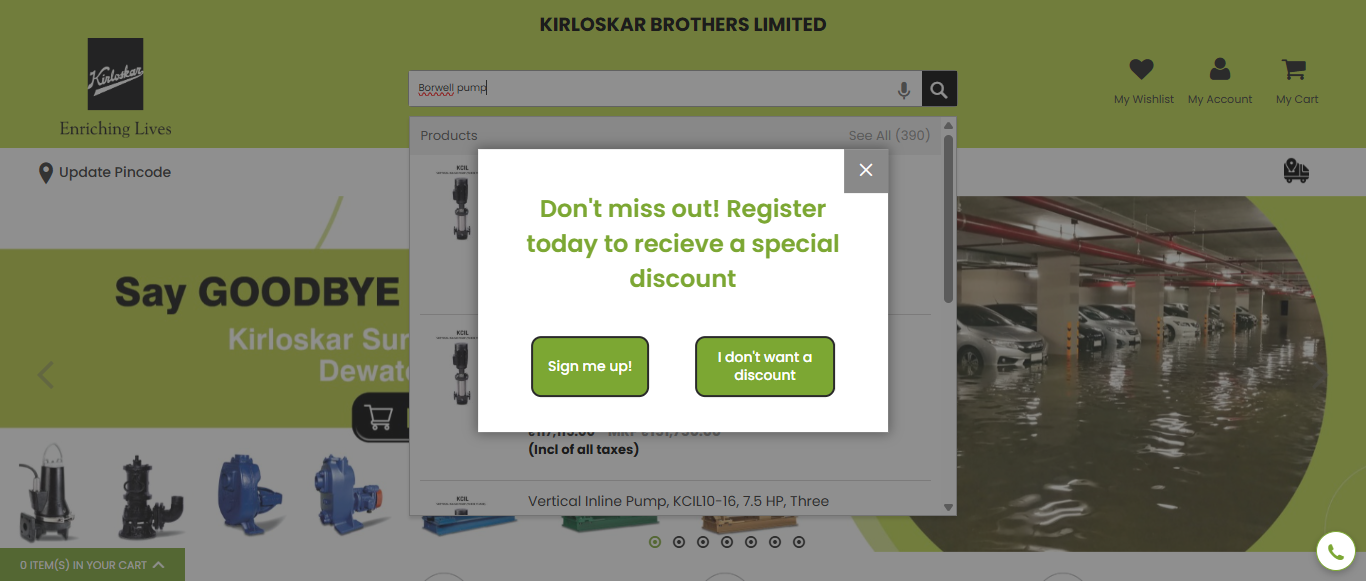 KIRLOSKAR BROTHERS LIMITED
Kirloskar
Enriching Lives
Borwell pump
My Wishlist
My Account
My Cart
Products
See All (390)
Update Pincode
KCIL
Don't miss out! Register
today to recieve a special
discount
Sign me up!
I don't want a
discount
Say GOODBYE
Kirloskar Sur
Dewat
KCIL
(Incl of all taxes)
KCIL
Vertical Inline Pump, KCIL10-16, 7.5 HP, Three
0 ITEM(S) IN YOUR CART